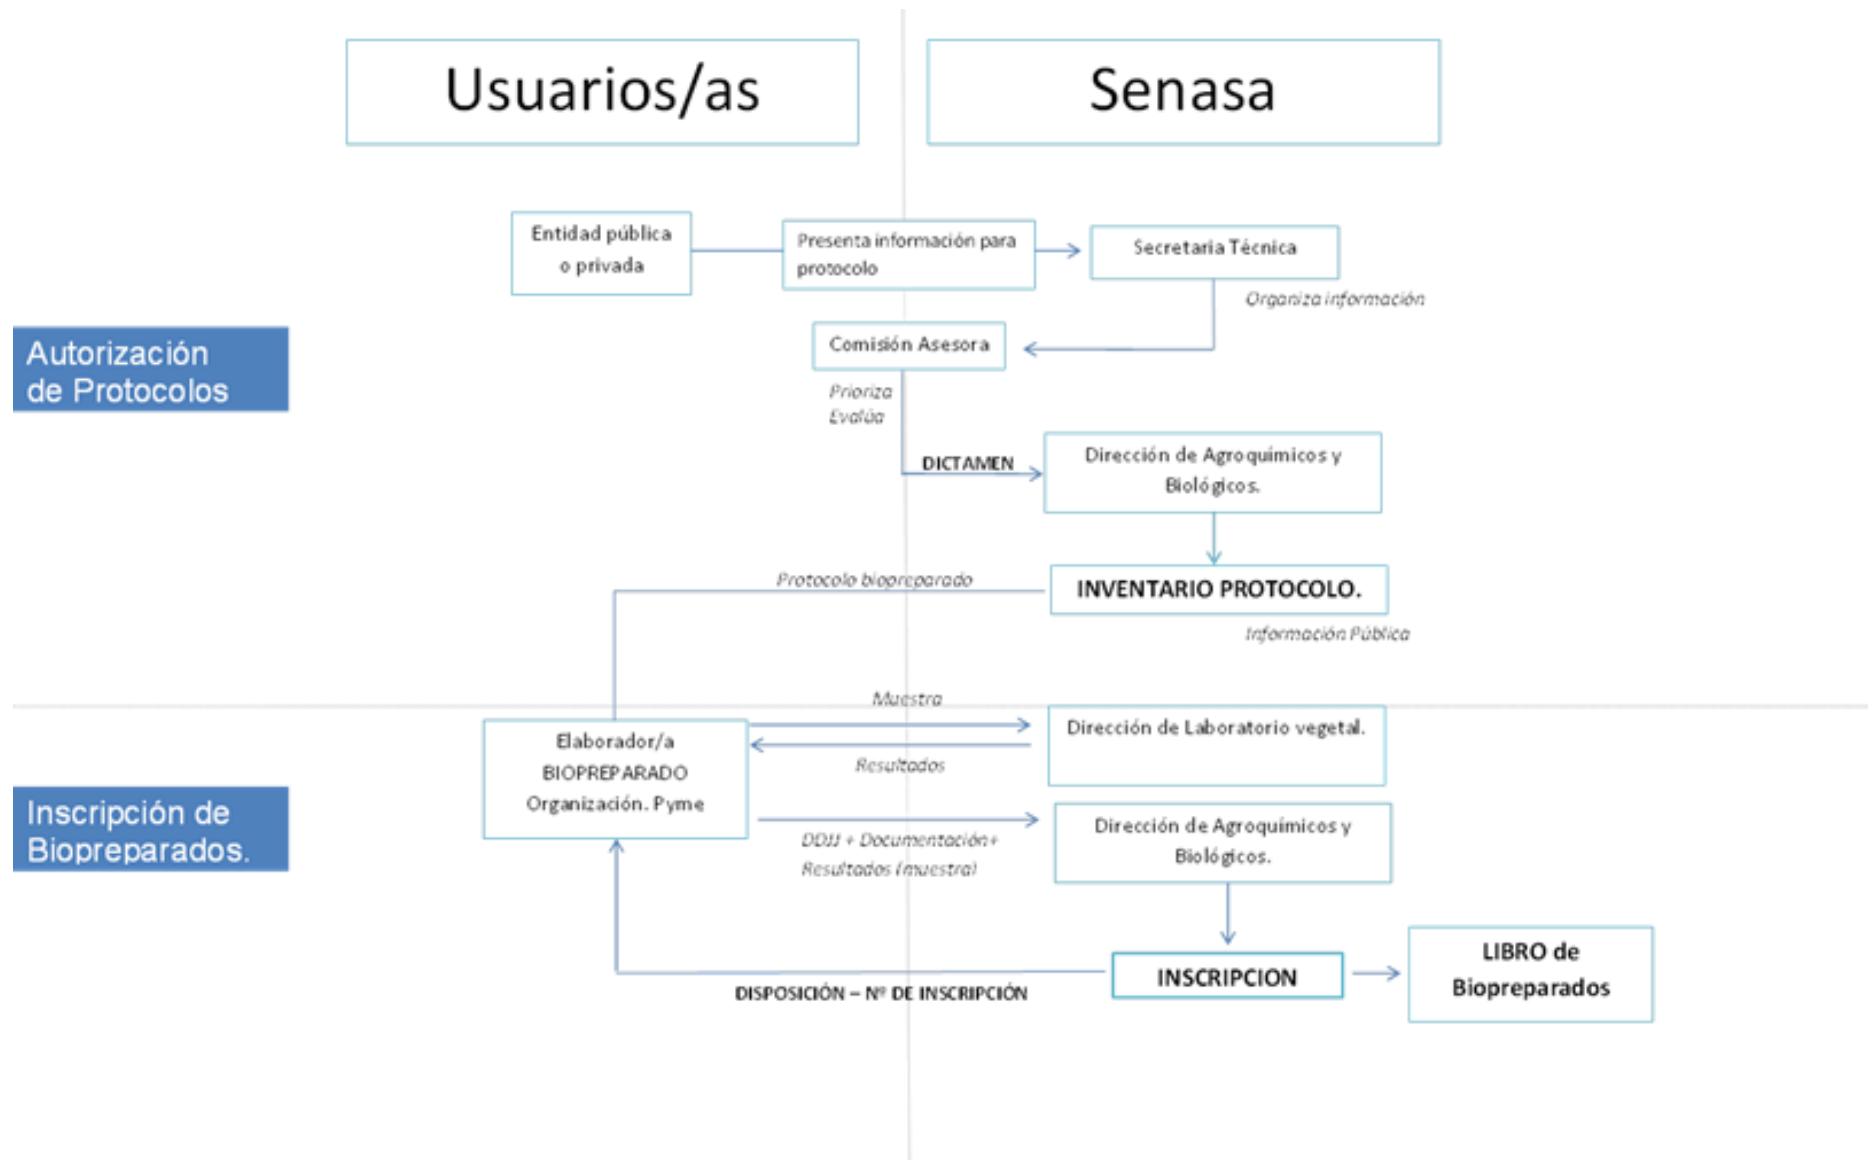 Usuarios/as
Senasa
Entidad pública
o privada
Presenta información para
protocolo
Secretaria Técnica
Organiza información
Autorización
de Protocolos
Comisión Asesora
Prioriza
Evalúa
DICTAMEN
Dirección de Agroquímicos y
Biológicos.
Protocolo biopreparado
INVENTARIO PROTOCOLO.
Información Pública
Muestra
Elaborador/a
BIOPREPARADO
Organización. Pyme
Dirección de Laboratorio vegetal.
Resultados
Inscripción de
Biopreparados.
DDJJ + Documentación+
Resultados (muestra)
Dirección de Agroquímicos y
Biológicos.
INSCRIPCION
LIBRO de
Biopreparados
DISPOSICIÓN – Nº DE INSCRIPCIÓN